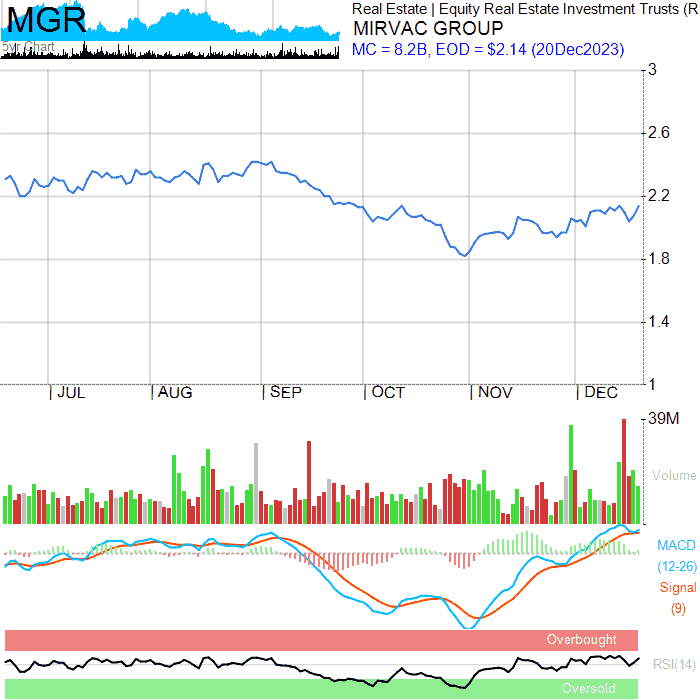 MGR
5yr Chart
Real Estate | Equity Real Estate Investment Trusts (R
MIRVAC GROUP
MC = 8.2B, EOD = $2.14 (20Dec2023)
3
2.6
2.2
1.8
1.4
1
| JUL | AUG | SEP | OCT | NOV | DEC
39M
Volume
MACD
(12-26)
Signal
(9)
Overbought
RSI(14)
Oversold